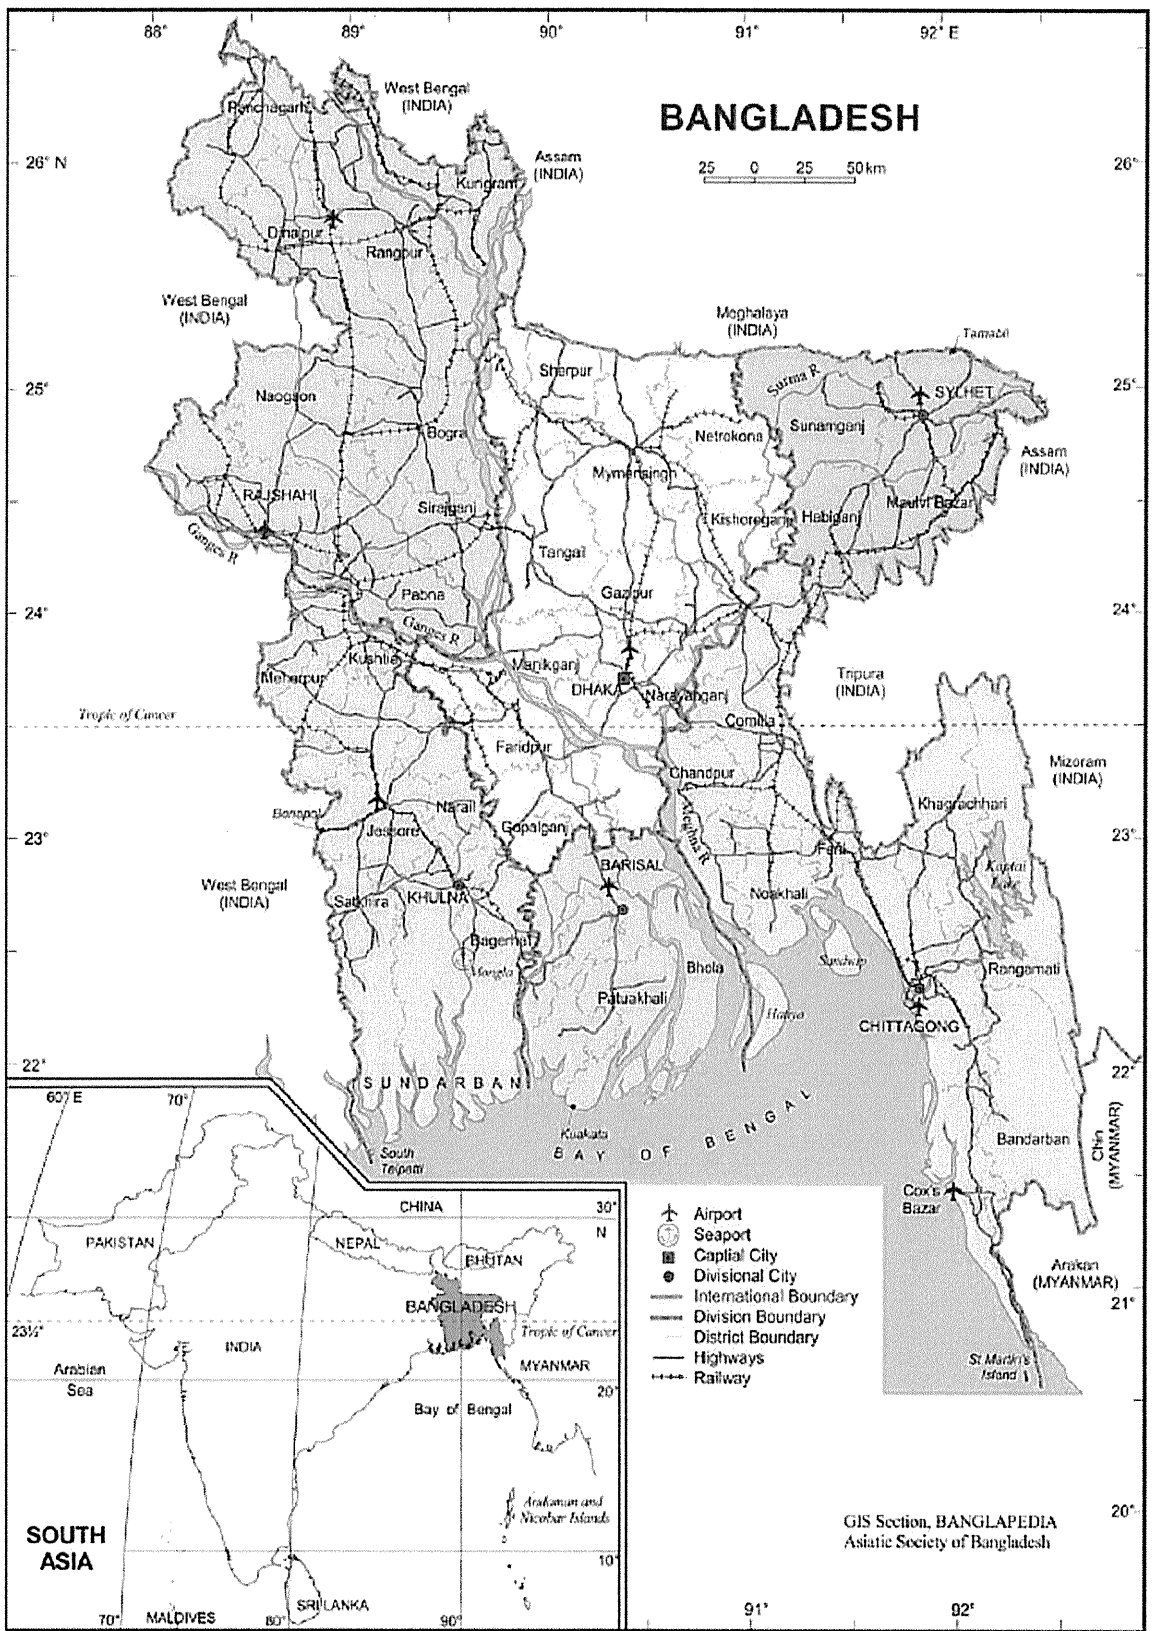 88°
89°
90°
91°
92° E
West Bengal
(INDIA)
BANGLADESH
Panchagarh
26° N
Assam
(INDIA)
25 0 25 50 km
26°
Kurigram
Dinajpur
Rangpur
West Bengal
(INDIA)
Meghalaya
(INDIA)
Tamabil
Sherpur
25°
Surma R
SYLHET
25°
Naogaon
Sunamganj
Bogra
Netrokona
Assam
(INDIA)
Mymensingh
RAJSHAHI
Sirajganj
Maulvi Bazar
Habiganj
Kishoreganj
Ganges R
Tangail
Gazipur
Pabna
24°
24°
Ganges R
Kushtia
Manikganj
Meherpur
Tripura
(INDIA)
DHAKA
Narayanganj
Tropic of Cancer
Comilla
Faridpur
Mizoram
(INDIA)
Chandpur
Khagrachhari
Narail
Benapol
Jessore
Gopalganj
Meghna R
23°
23°
Feni
BARISAL
Kaptai
Lake
West Bengal
(INDIA)
Satkhira
KHULNA
Noakhali
Bagerhat
Mongla
Sandwip
Bhola
Rangamati
Patuakhali
Hatiya
CHITTAGONG
22°
22°
SUNDARBAN
Kuakata
BAY OF BENGAL
South
Talpatti
Bandarban
Chin
(MYANMAR)
Cox's
Bazar
Arakan
(MYANMAR)
21°
St Martin's
Island
20°
91°
92°
Airport
Seaport
Captial City
Divisional City
International Boundary
Division Boundary
District Boundary
Highways
Railway
GIS Section, BANGLAPEDIA
Asiatic Society of Bangladesh
60° E
70°
CHINA
30°
N
PAKISTAN
NEPAL
BHUTAN
BANGLADESH
23½°
Tropic of Cancer
INDIA
MYANMAR
Arabian
Sea
20°
Bay of Bengal
Andaman and
Nicobar Islands
SOUTH
ASIA
10°
SRI LANKA
70°
MALDIVES
80°
90°